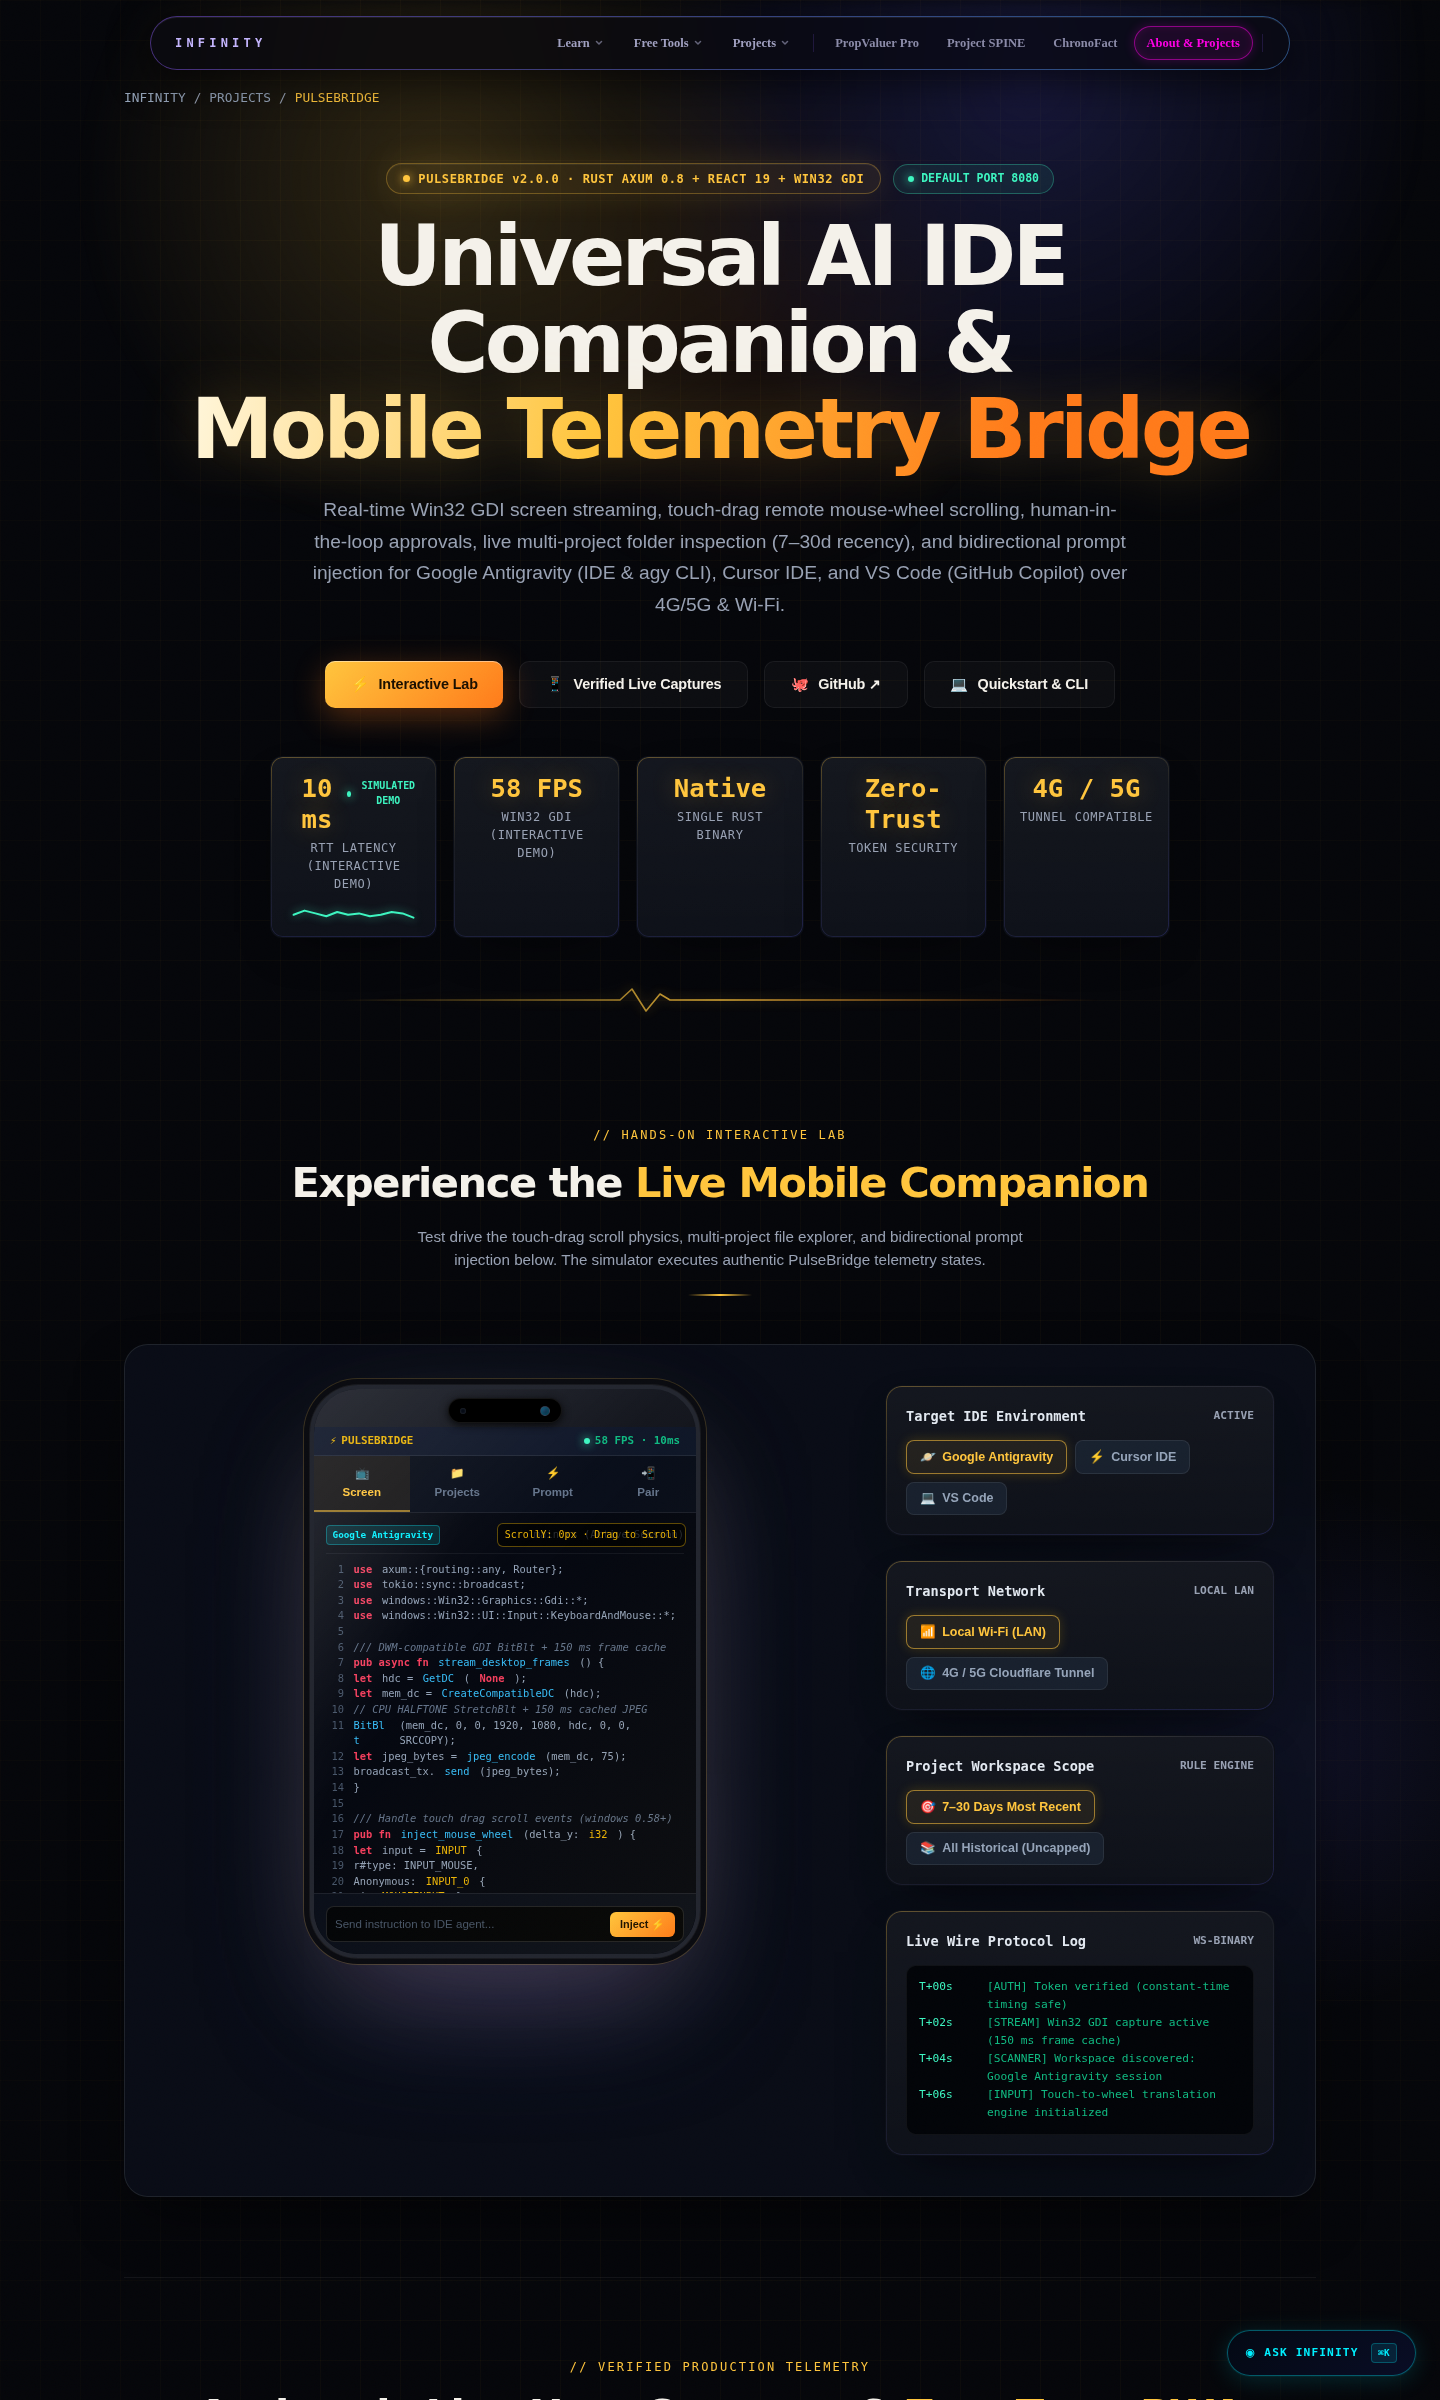 INFINITY
Learn
Free Tools
Projects
PropValuer Pro
Project SPINE
ChronoFact
About & Projects
INFINITY / PROJECTS / PULSEBRIDGE
PULSEBRIDGE v2.0.0 · RUST AXUM 0.8 + REACT 19 + WIN32 GDI
DEFAULT PORT 8080
Universal AI IDE
Companion &
Mobile Telemetry Bridge
Real-time Win32 GDI screen streaming, touch-drag remote mouse-wheel scrolling, human-in-
the-loop approvals, live multi-project folder inspection (7–30d recency), and bidirectional prompt
injection for Google Antigravity (IDE & agy CLI), Cursor IDE, and VS Code (GitHub Copilot) over
4G/5G & Wi-Fi.
⚡ Interactive Lab
📱 Verified Live Captures
🐙 GitHub ↗
💻 Quickstart & CLI
10
ms
SIMULATED
DEMO
RTT LATENCY
(INTERACTIVE
DEMO)
58 FPS
WIN32 GDI
(INTERACTIVE
DEMO)
Native
SINGLE RUST
BINARY
Zero-
Trust
TOKEN SECURITY
4G / 5G
TUNNEL COMPATIBLE
// HANDS-ON INTERACTIVE LAB
Experience the Live Mobile Companion
Test drive the touch-drag scroll physics, multi-project file explorer, and bidirectional prompt
injection below. The simulator executes authentic PulseBridge telemetry states.
⚡ PULSEBRIDGE
58 FPS · 10ms
Screen
Projects
Prompt
Pair
Google Antigravity
ScrollY: 0px · Drag to Scroll
1 use axum::{routing::any, Router};
2 use tokio::sync::broadcast;
3 use windows::Win32::Graphics::Gdi::*;
4 use windows::Win32::UI::Input::KeyboardAndMouse::*;
5
6 /// DWM-compatible GDI BitBlt + 150 ms frame cache
7 pub async fn stream_desktop_frames () {
8 let hdc = GetDC ( None );
9 let mem_dc = CreateCompatibleDC (hdc);
10 // CPU HALFTONE StretchBlt + 150 ms cached JPEG
11 BitBl (mem_dc, 0, 0, 1920, 1080, hdc, 0, 0,
t SRCCOPY);
12 let jpeg_bytes = jpeg_encode (mem_dc, 75);
13 broadcast_tx. send (jpeg_bytes);
14 }
15
16 /// Handle touch drag scroll events (windows 0.58+)
17 pub fn inject_mouse_wheel (delta_y: i32 ) {
18 let input = INPUT {
19 r#type: INPUT_MOUSE,
20 Anonymous: INPUT_0 {
Send instruction to IDE agent...
Inject ⚡
Target IDE Environment
ACTIVE
🪐 Google Antigravity
⚡ Cursor IDE
💻 VS Code
Transport Network
LOCAL LAN
📶 Local Wi-Fi (LAN)
🌐 4G / 5G Cloudflare Tunnel
Project Workspace Scope
RULE ENGINE
🎯 7–30 Days Most Recent
📚 All Historical (Uncapped)
Live Wire Protocol Log
WS-BINARY
T+00s [AUTH] Token verified (constant-time
timing safe)
T+02s [STREAM] Win32 GDI capture active
(150 ms frame cache)
T+04s [SCANNER] Workspace discovered:
Google Antigravity session
T+06s [INPUT] Touch-to-wheel translation
engine initialized
ASK INFINITY ⌘K
// VERIFIED PRODUCTION TELEMETRY